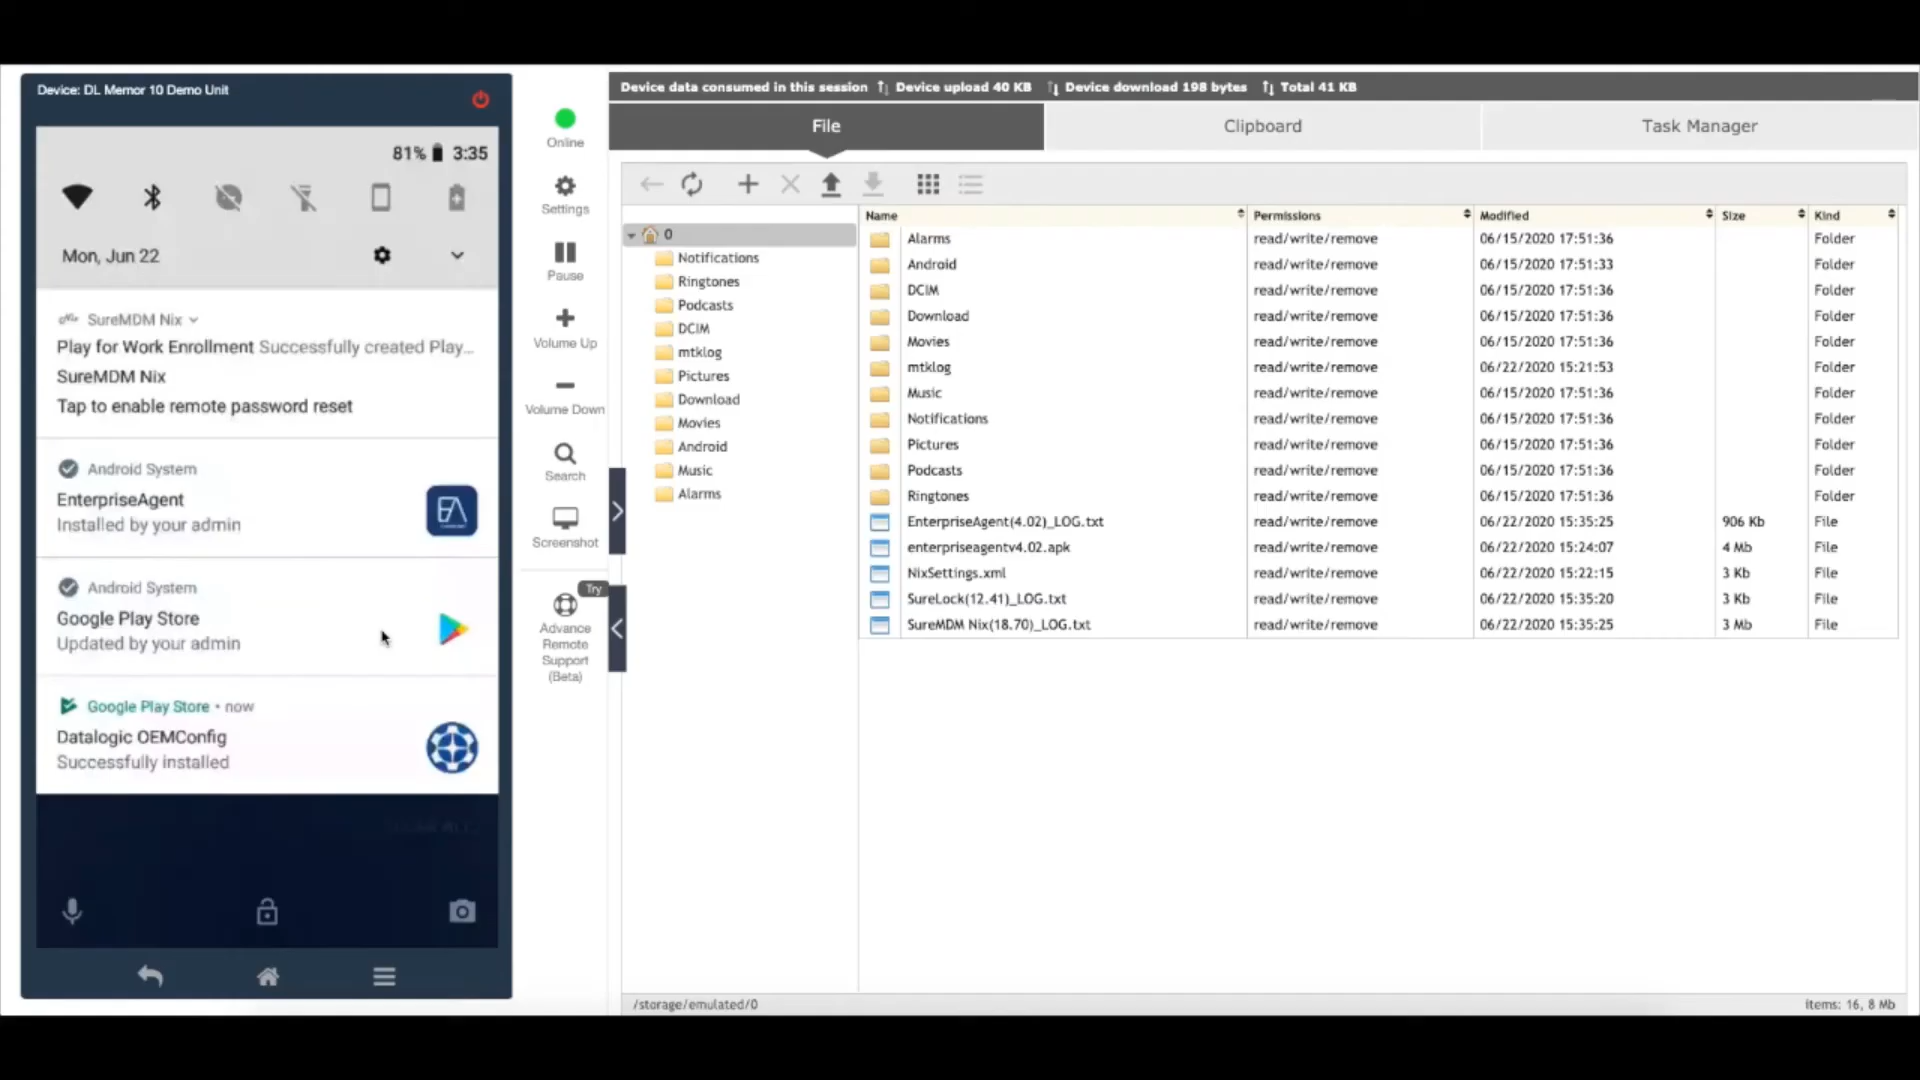 Device: DL Memor 10 Demo Unit
81% 3:35
Mon, Jun 22
SureMDM Nix
Play for Work Enrollment Successfully created Play...
SureMDM Nix
Tap to enable remote password reset
Android System
EnterpriseAgent
Installed by your admin
Android System
Google Play Store
Updated by your admin
Google Play Store • now
Datalogic OEMConfig
Successfully installed
Online
Settings
Pause
Volume Up
Volume Down
Search
Screenshot
Try
Advance
Remote
Support
(Beta)
Device data consumed in this session Device upload 40 KB Device download 198 bytes Total 41 KB
File Clipboard Task Manager
0
Notifications
Ringtones
Podcasts
DCIM
mtklog
Pictures
Download
Movies
Android
Music
Alarms
Name Permissions Modified Size Kind
Alarms read/write/remove 06/15/2020 17:51:36 Folder
Android read/write/remove 06/15/2020 17:51:33 Folder
DCIM read/write/remove 06/15/2020 17:51:36 Folder
Download read/write/remove 06/15/2020 17:51:36 Folder
Movies read/write/remove 06/15/2020 17:51:36 Folder
mtklog read/write/remove 06/22/2020 15:21:53 Folder
Music read/write/remove 06/15/2020 17:51:36 Folder
Notifications read/write/remove 06/15/2020 17:51:36 Folder
Pictures read/write/remove 06/15/2020 17:51:36 Folder
Podcasts read/write/remove 06/15/2020 17:51:36 Folder
Ringtones read/write/remove 06/15/2020 17:51:36 Folder
EnterpriseAgent(4.02)_LOG.txt read/write/remove 06/22/2020 15:35:25 906 Kb File
enterpriseagentv4.02.apk read/write/remove 06/22/2020 15:24:07 4 Mb File
NixSettings.xml read/write/remove 06/22/2020 15:22:15 3 Kb File
SureLock(12.41)_LOG.txt read/write/remove 06/22/2020 15:35:20 3 Kb File
SureMDM Nix(18.70)_LOG.txt read/write/remove 06/22/2020 15:35:25 3 Mb File
/storage/emulated/0
Items: 16, 8 Mb